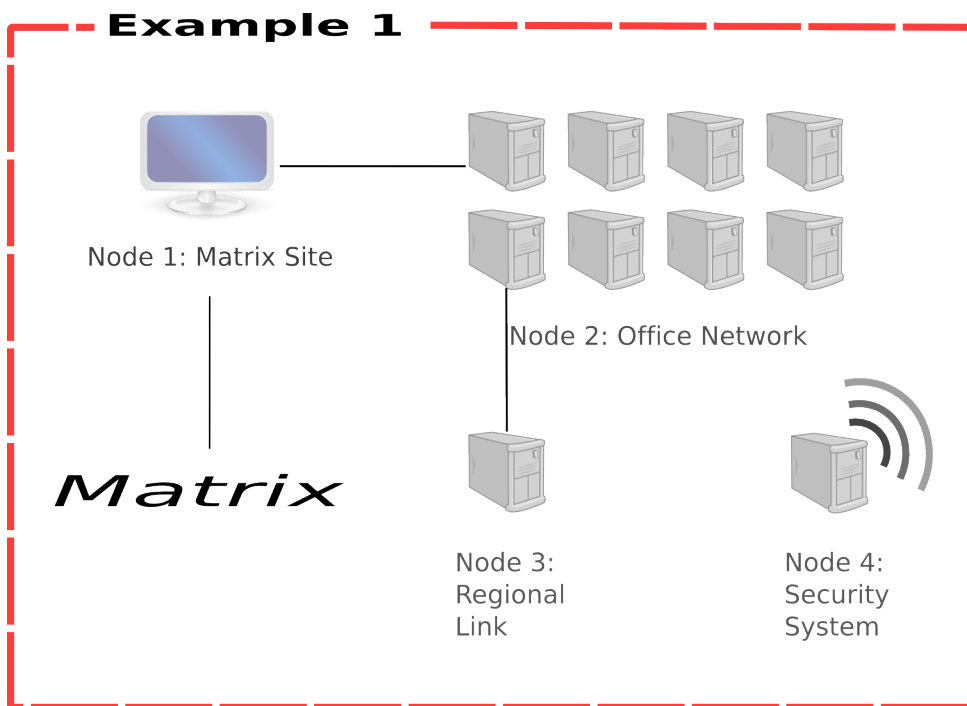 Example 1
Node 1: Matrix Site
Node 2: Office Network
Matrix
Node 3:
Regional
Link
Node 4:
Security
System